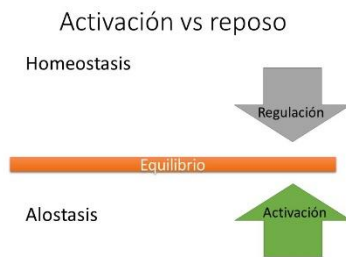 Activación vs reposo
Homeostasis
Regulación
Equilibrio
Alostasis
Activación